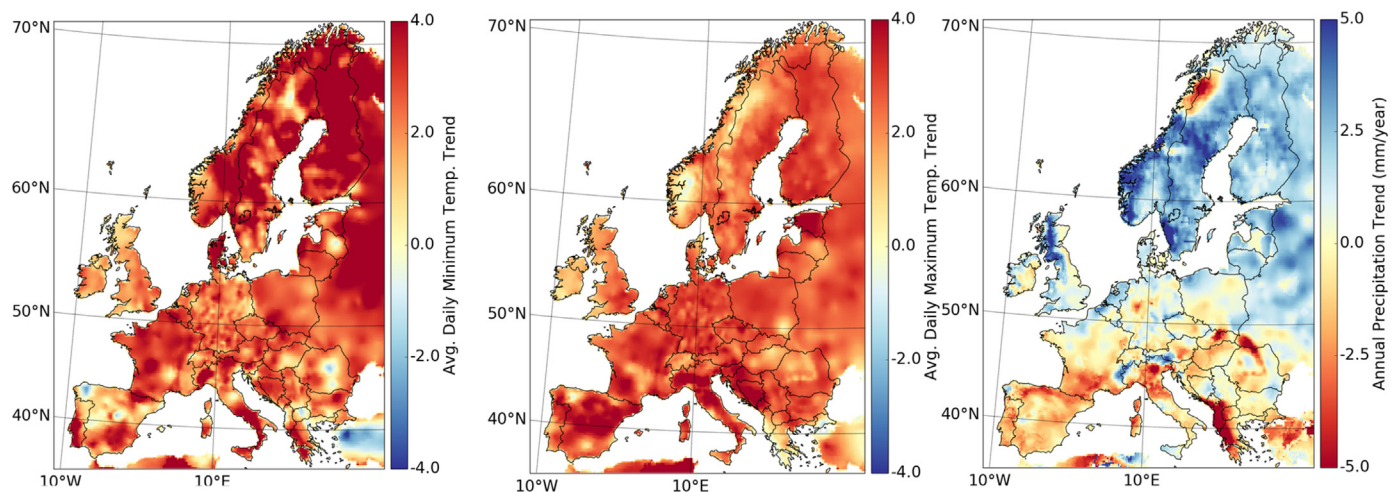 70°N
60°N
50°N
40°N
10°W
10°E
4.0
2.0
0.0
-2.0
-4.0
Avg. Daily Minimum Temp. Trend
70°N
60°N
50°N
40°N
10°W
10°E
4.0
2.0
0.0
-2.0
-4.0
Avg. Daily Maximum Temp. Trend
70°N
60°N
50°N
40°N
10°W
10°E
5.0
2.5
0.0
-2.5
-5.0
Annual Precipitation Trend (mm/year)